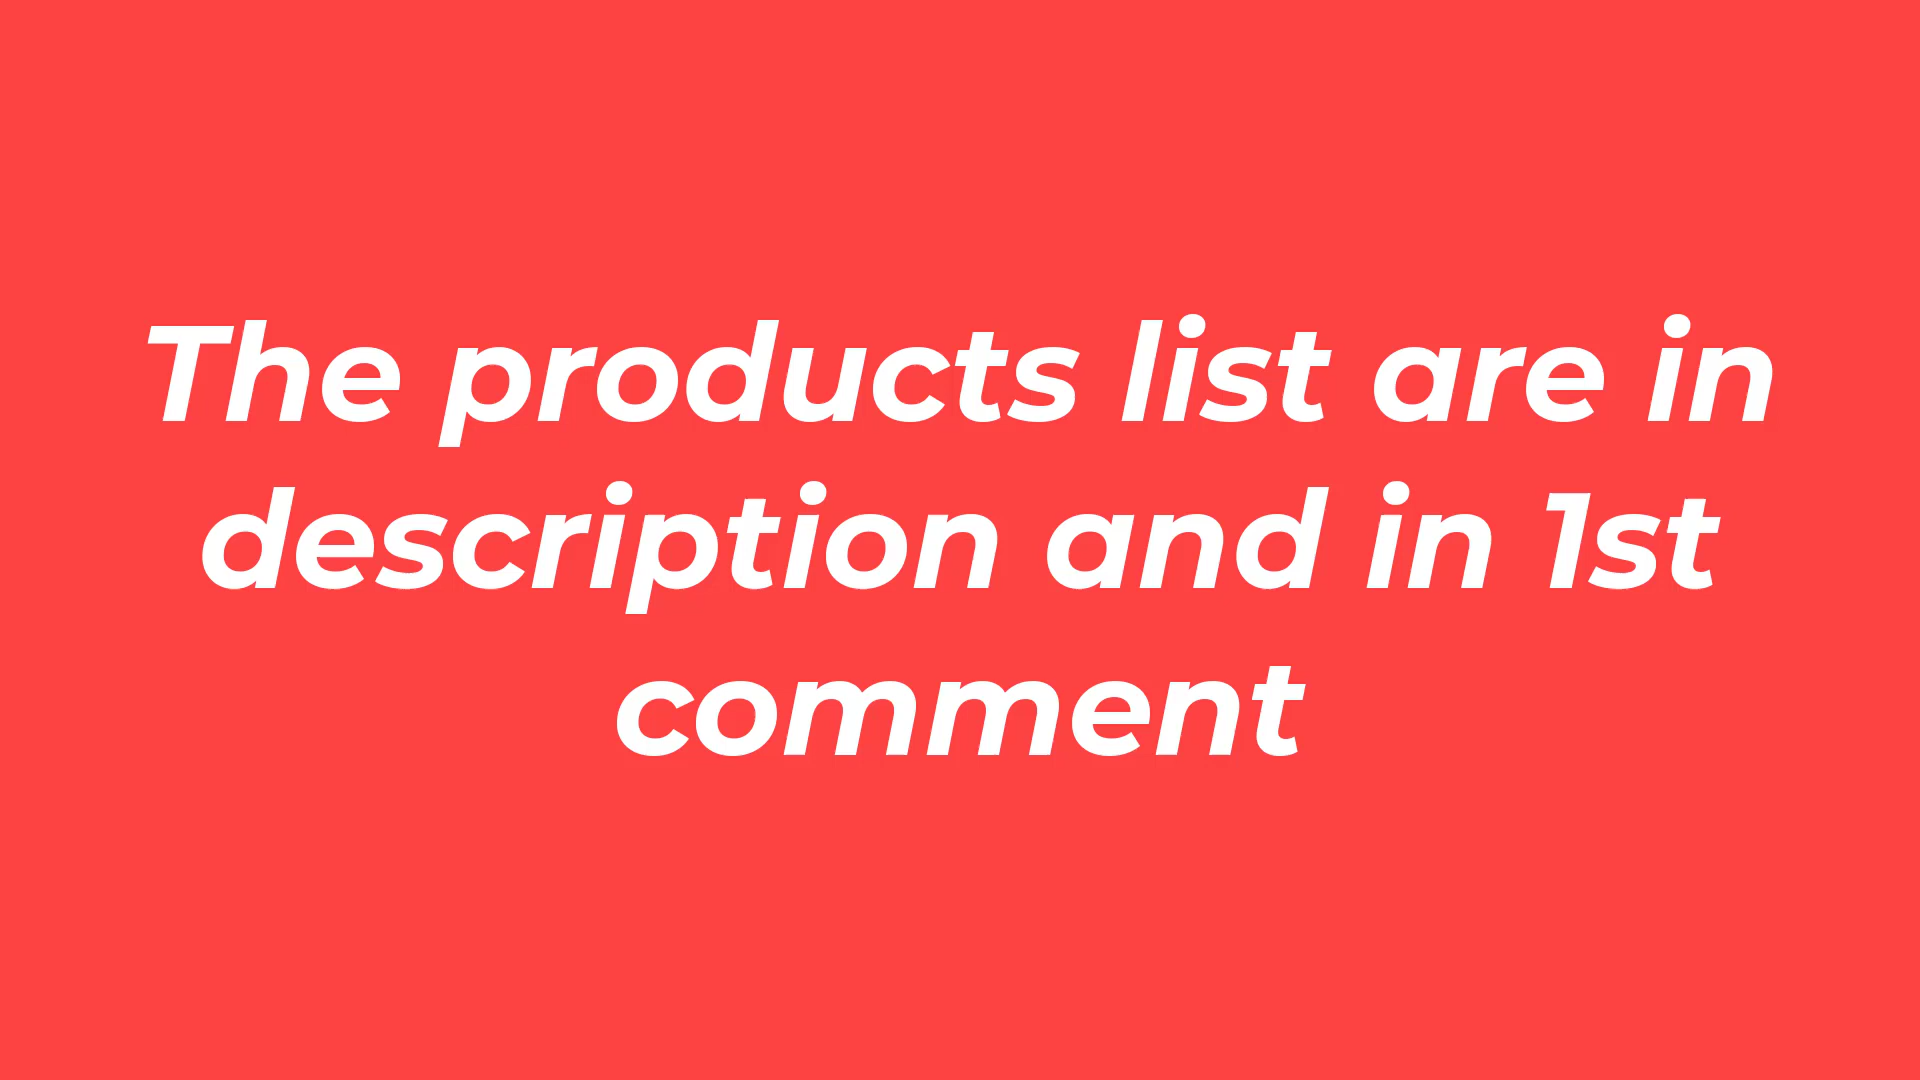 The products list are in
description and in 1st
comment